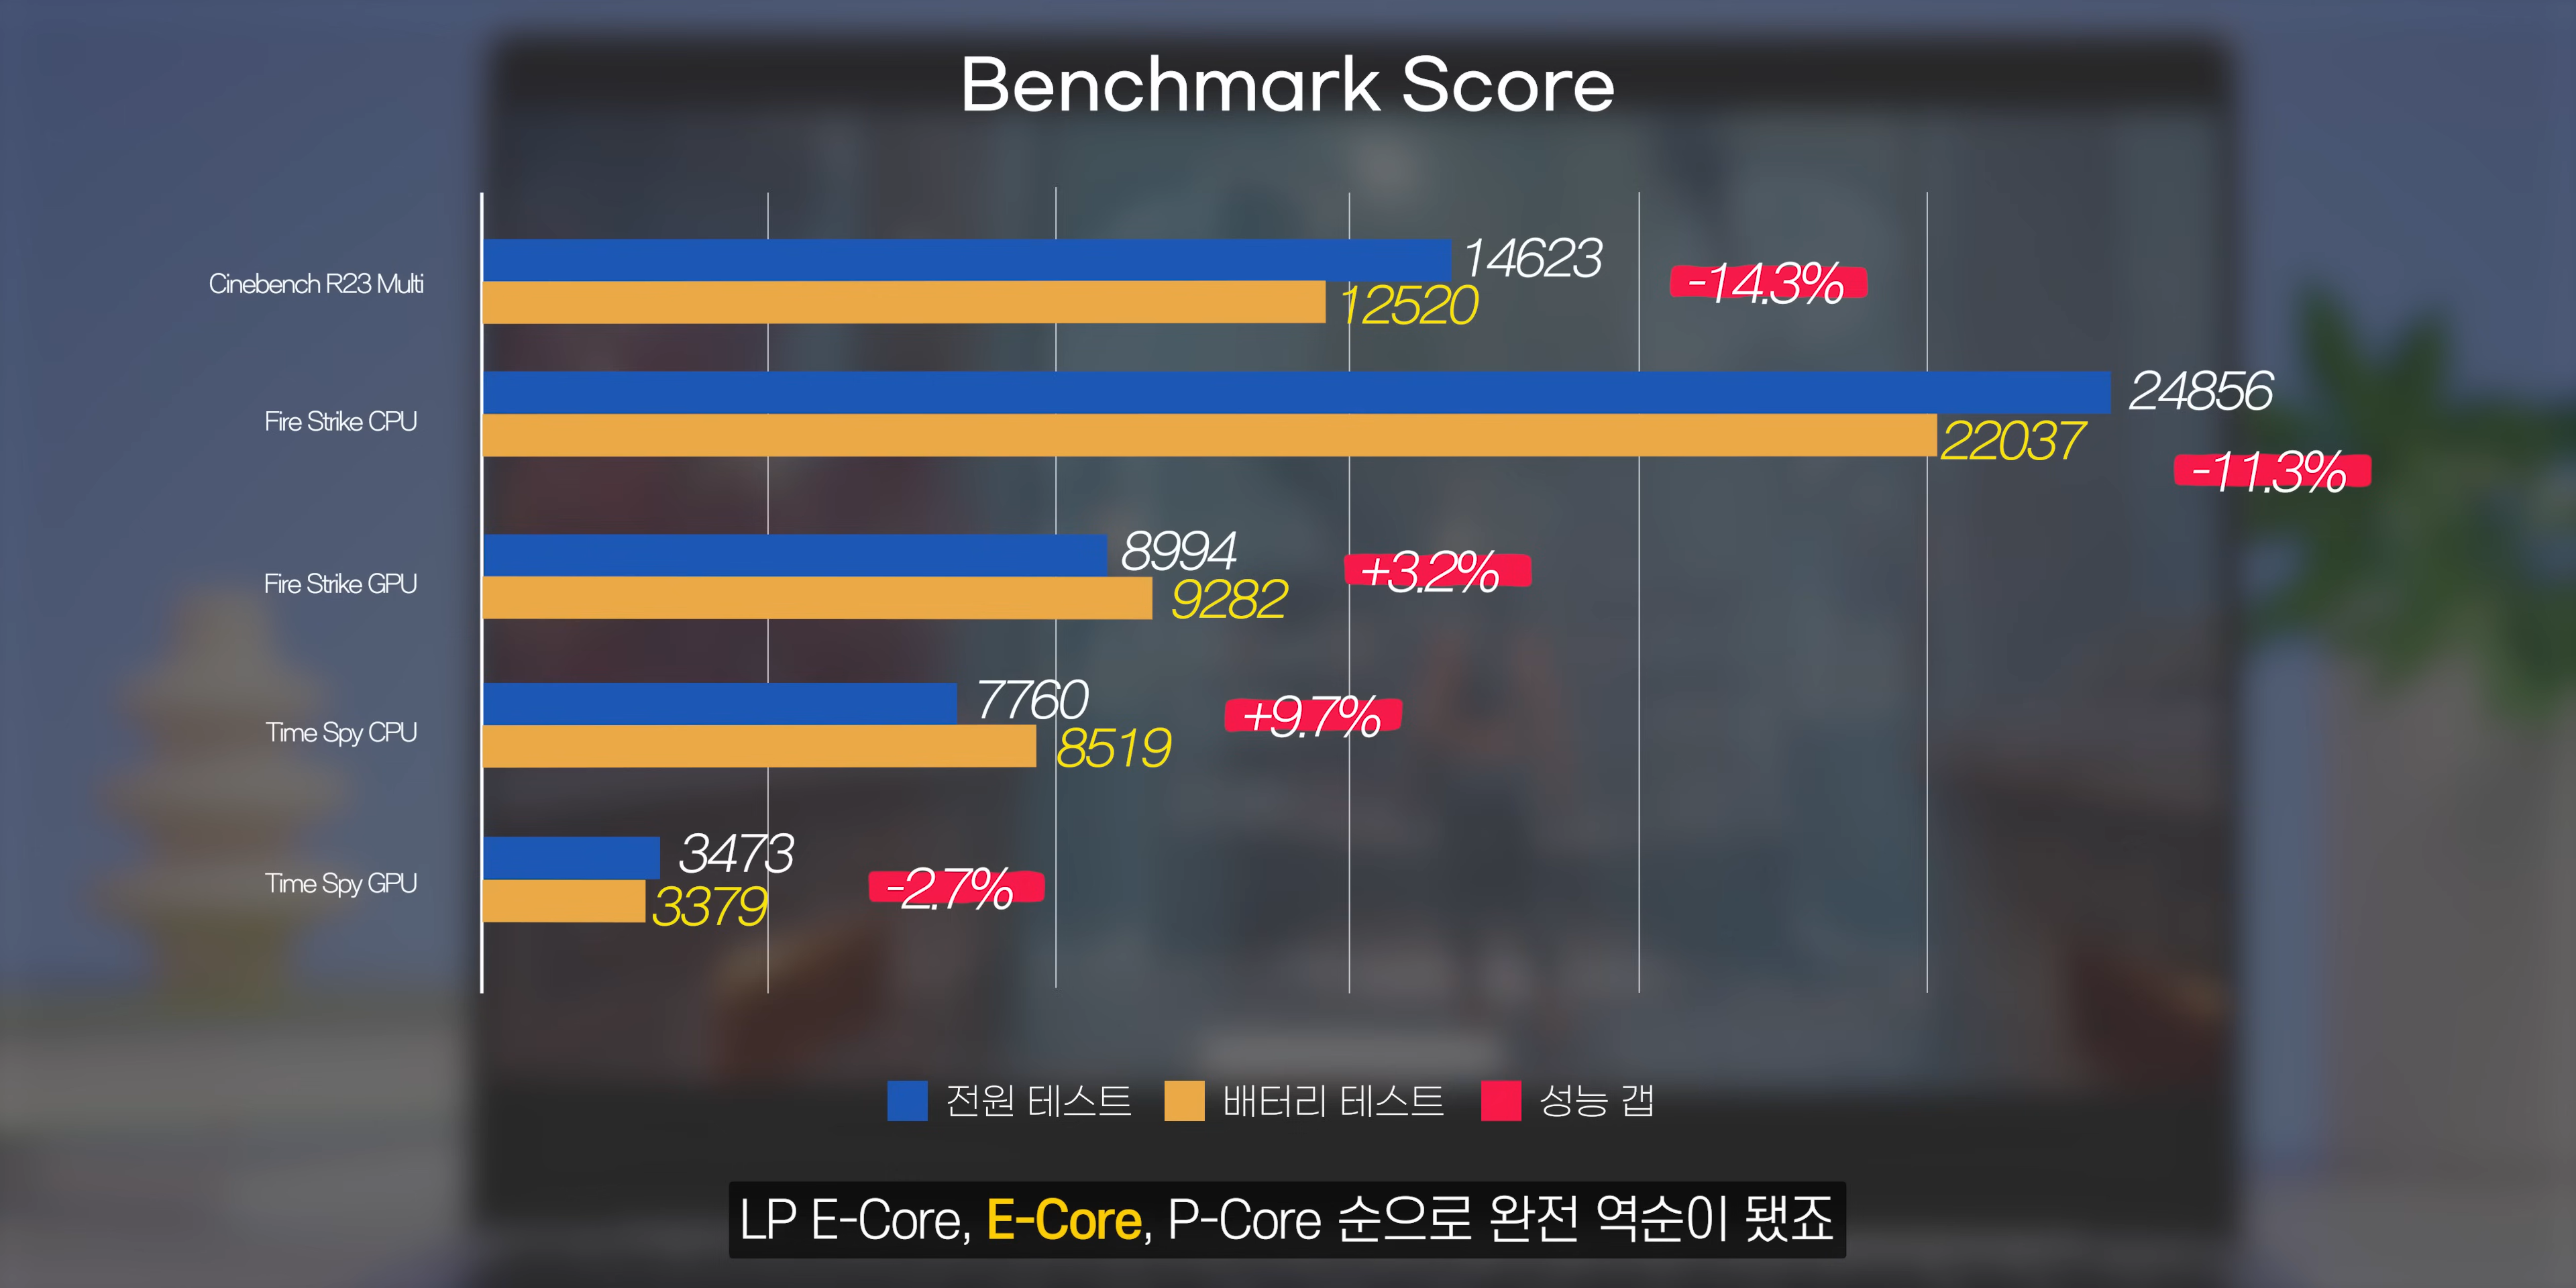 Benchmark Score
Cinebench R23 Multi
14623
12520
-14.3%
Fire Strike CPU
24856
22037
-11.3%
Fire Strike GPU
8994
9282
+3.2%
Time Spy CPU
7760
8519
+9.7%
Time Spy GPU
3473
3379
-2.7%
전원 테스트 배터리 테스트 성능 갭
LP E-Core, E-Core, P-Core 순으로 완전 역순이 됐죠